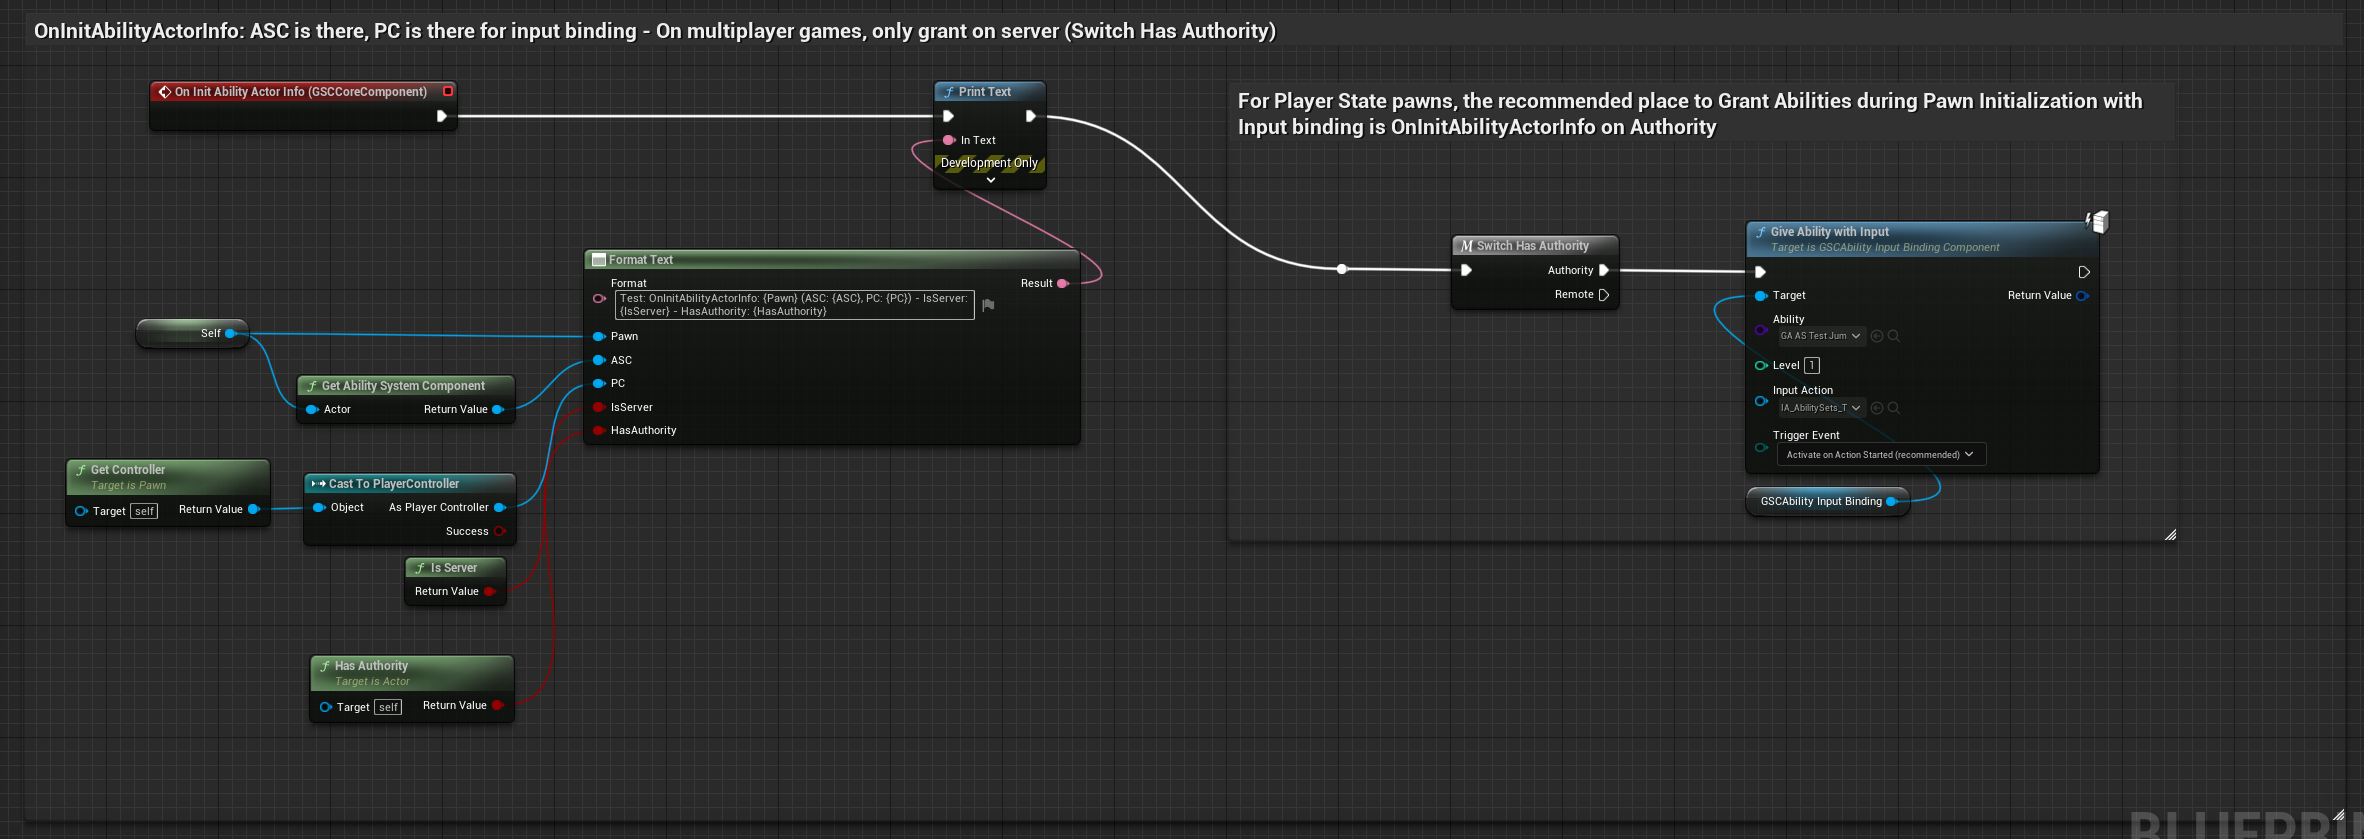 OnInitAbilityActorInfo: ASC is there, PC is there for input binding - On multiplayer games, only grant on server (Switch Has Authority)
On Init Ability Actor Info (GSCCoreComponent)
Print Text
In Text
Development Only
For Player State pawns, the recommended place to Grant Abilities during Pawn Initialization with
Input binding is OnInitAbilityActorInfo on Authority
Format Text
Format
Result
Test: OnInitAbilityActorInfo: {Pawn} (ASC: {ASC}, PC: {PC}) - IsServer:
{IsServer} - HasAuthority: {HasAuthority}
Pawn
ASC
PC
IsServer
HasAuthority
Self
Get Ability System Component
Actor
Return Value
Get Controller
Target is Pawn
Target
self
Return Value
Cast To PlayerController
Object
As Player Controller
Success
Is Server
Return Value
Has Authority
Target is Actor
Target
self
Return Value
Switch Has Authority
Authority
Remote
Give Ability with Input
Target is GSCAbility Input Binding Component
Target
Return Value
Ability
GA AS Test Jum
Level
1
Input Action
IA_AbilitySets_T
Trigger Event
Activate on Action Started (recommended)
GSCAbility Input Binding